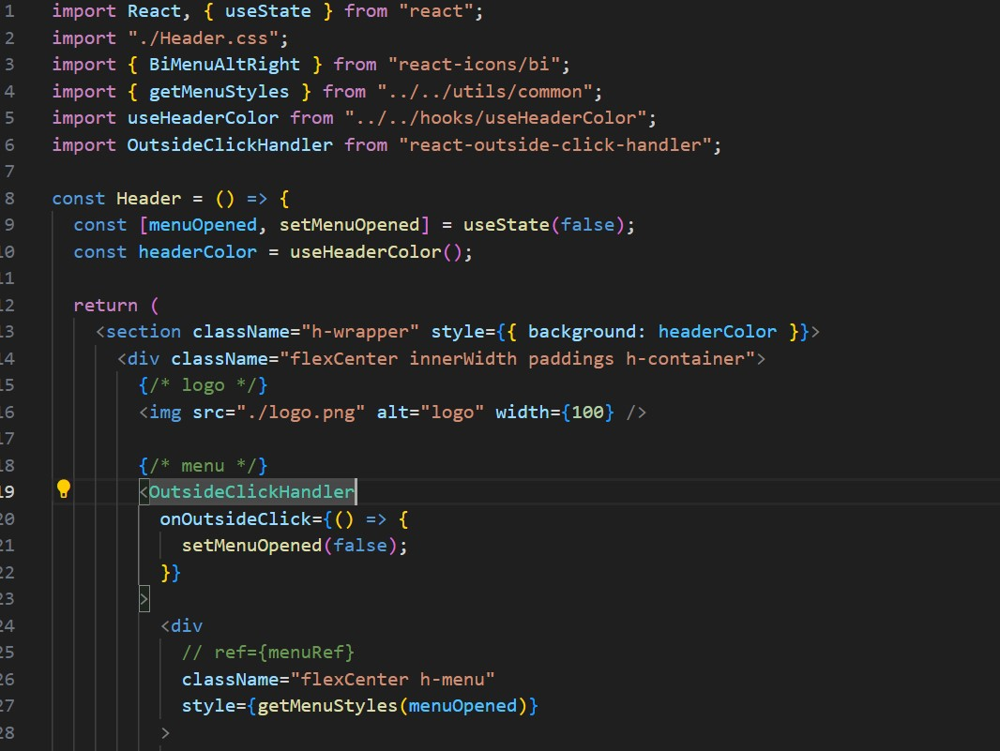 1 import React, { useState } from "react";
2 import "./Header.css";
3 import { BiMenuAltRight } from "react-icons/bi";
4 import { getMenuStyles } from "../../utils/common";
5 import useHeaderColor from "../../hooks/useHeaderColor";
6 import OutsideClickHandler from "react-outside-click-handler";
7
8 const Header = () => {
9   const [menuOpened, setMenuOpened] = useState(false);
10   const headerColor = useHeaderColor();
11
12   return (
13     <section className="h-wrapper" style={{ background: headerColor }}>
14       <div className="flexCenter innerWidth paddings h-container">
15         {/* logo */}
16         <img src="./logo.png" alt="logo" width={100} />
17
18         {/* menu */}
19         <OutsideClickHandler
20           onOutsideClick={() => {
21             setMenuOpened(false);
22           }}
23         >
24           <div
25             // ref={menuRef}
26             className="flexCenter h-menu"
27             style={getMenuStyles(menuOpened)}
28           >